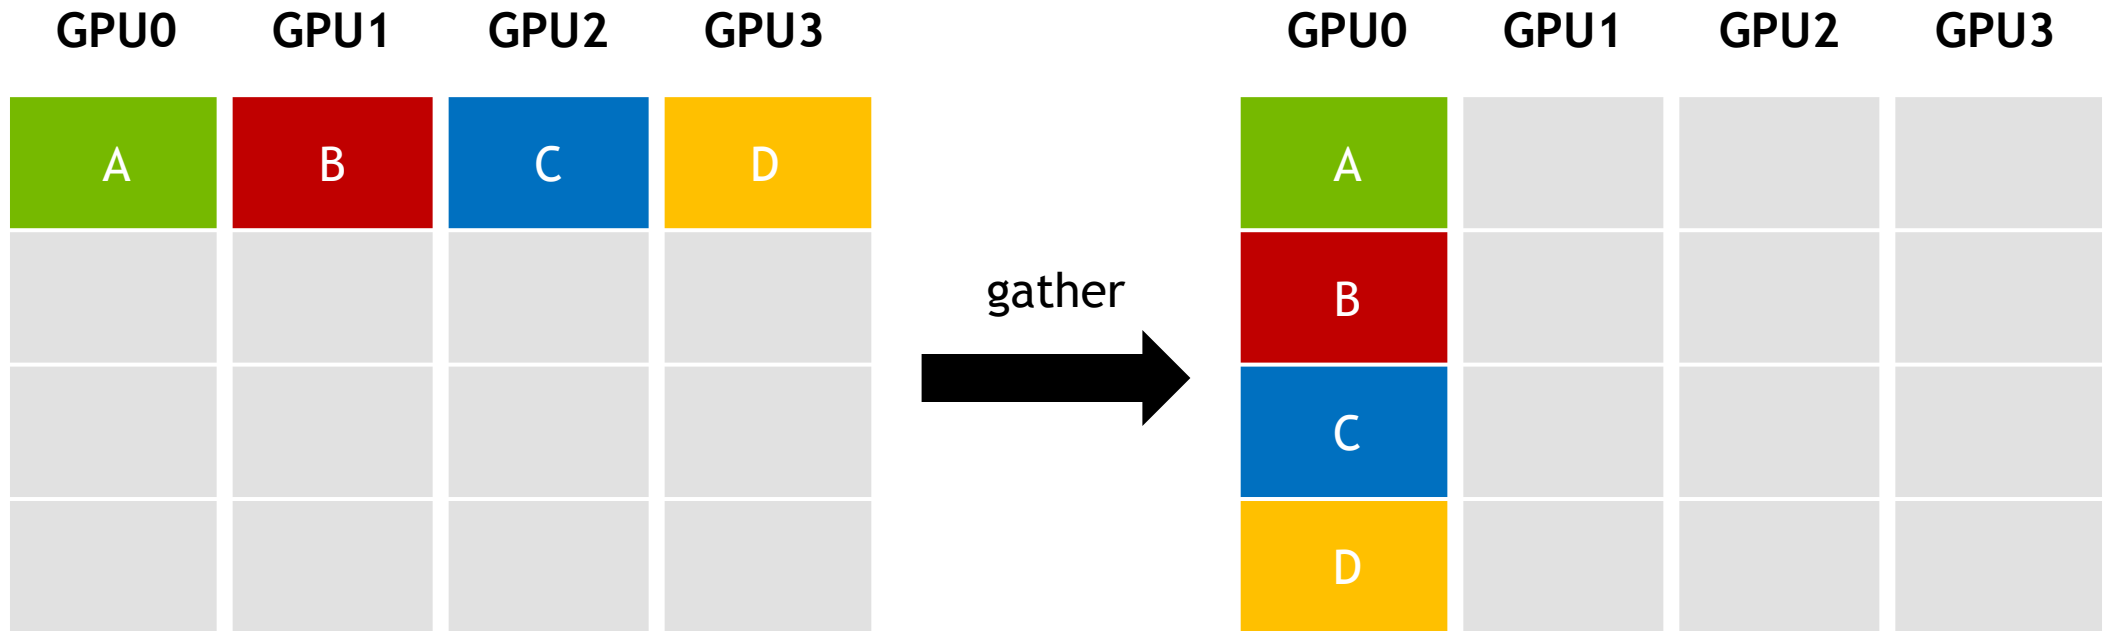 GPU0 GPU1 GPU2 GPU3
A B C D
gather
GPU0 GPU1 GPU2 GPU3
A
B
C
D